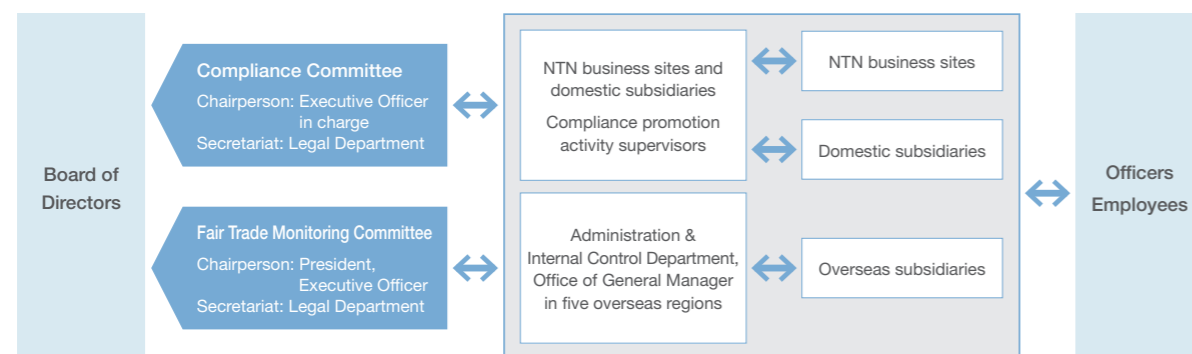 Board of
Directors
Compliance Committee
Chairperson: Executive Officer
in charge
Secretariat: Legal Department
Fair Trade Monitoring Committee
Chairperson: President,
Executive Officer
Secretariat: Legal Department
NTN business sites and
domestic subsidiaries
Compliance promotion
activity supervisors
Administration &
Internal Control Department,
Office of General Manager
in five overseas regions
NTN business sites
Domestic subsidiaries
Overseas subsidiaries
Officers
Employees